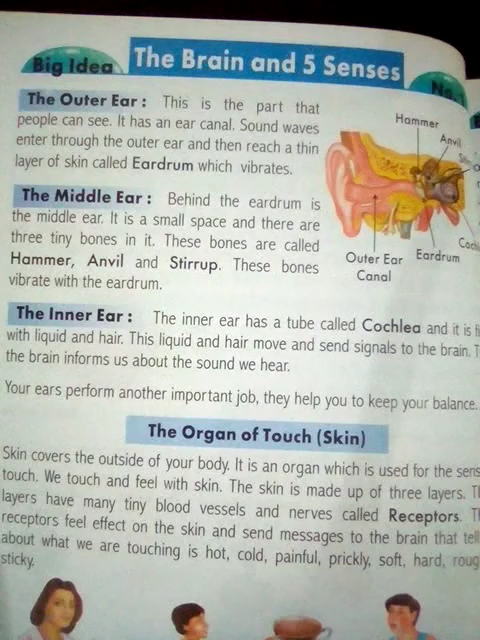 Big Idea
The Brain and 5 Senses
No.
The Outer Ear : This is the part that
people can see. It has an ear canal. Sound waves
enter through the outer ear and then reach a thin
layer of skin called Eardrum which vibrates.
Hammer
Anvil
Outer Ear
Canal
Eardrum
The Middle Ear : Behind the eardrum is
the middle ear. It is a small space and there are
three tiny bones in it. These bones are called
Hammer, Anvil and Stirrup. These bones
vibrate with the eardrum.
The Inner Ear : The inner ear has a tube called Cochlea and it is
with liquid and hair. This liquid and hair move and send signals to the brain.
the brain informs us about the sound we hear.
Your ears perform another important job, they help you to keep your balance.
The Organ of Touch (Skin)
Skin covers the outside of your body. It is an organ which is used for the sens
touch. We touch and feel with skin. The skin is made up of three layers.
layers have many tiny blood vessels and nerves called Receptors.
receptors feel effect on the skin and send messages to the brain that tell
about what we are touching is hot, cold, painful, prickly, soft, hard, roug
sticky.